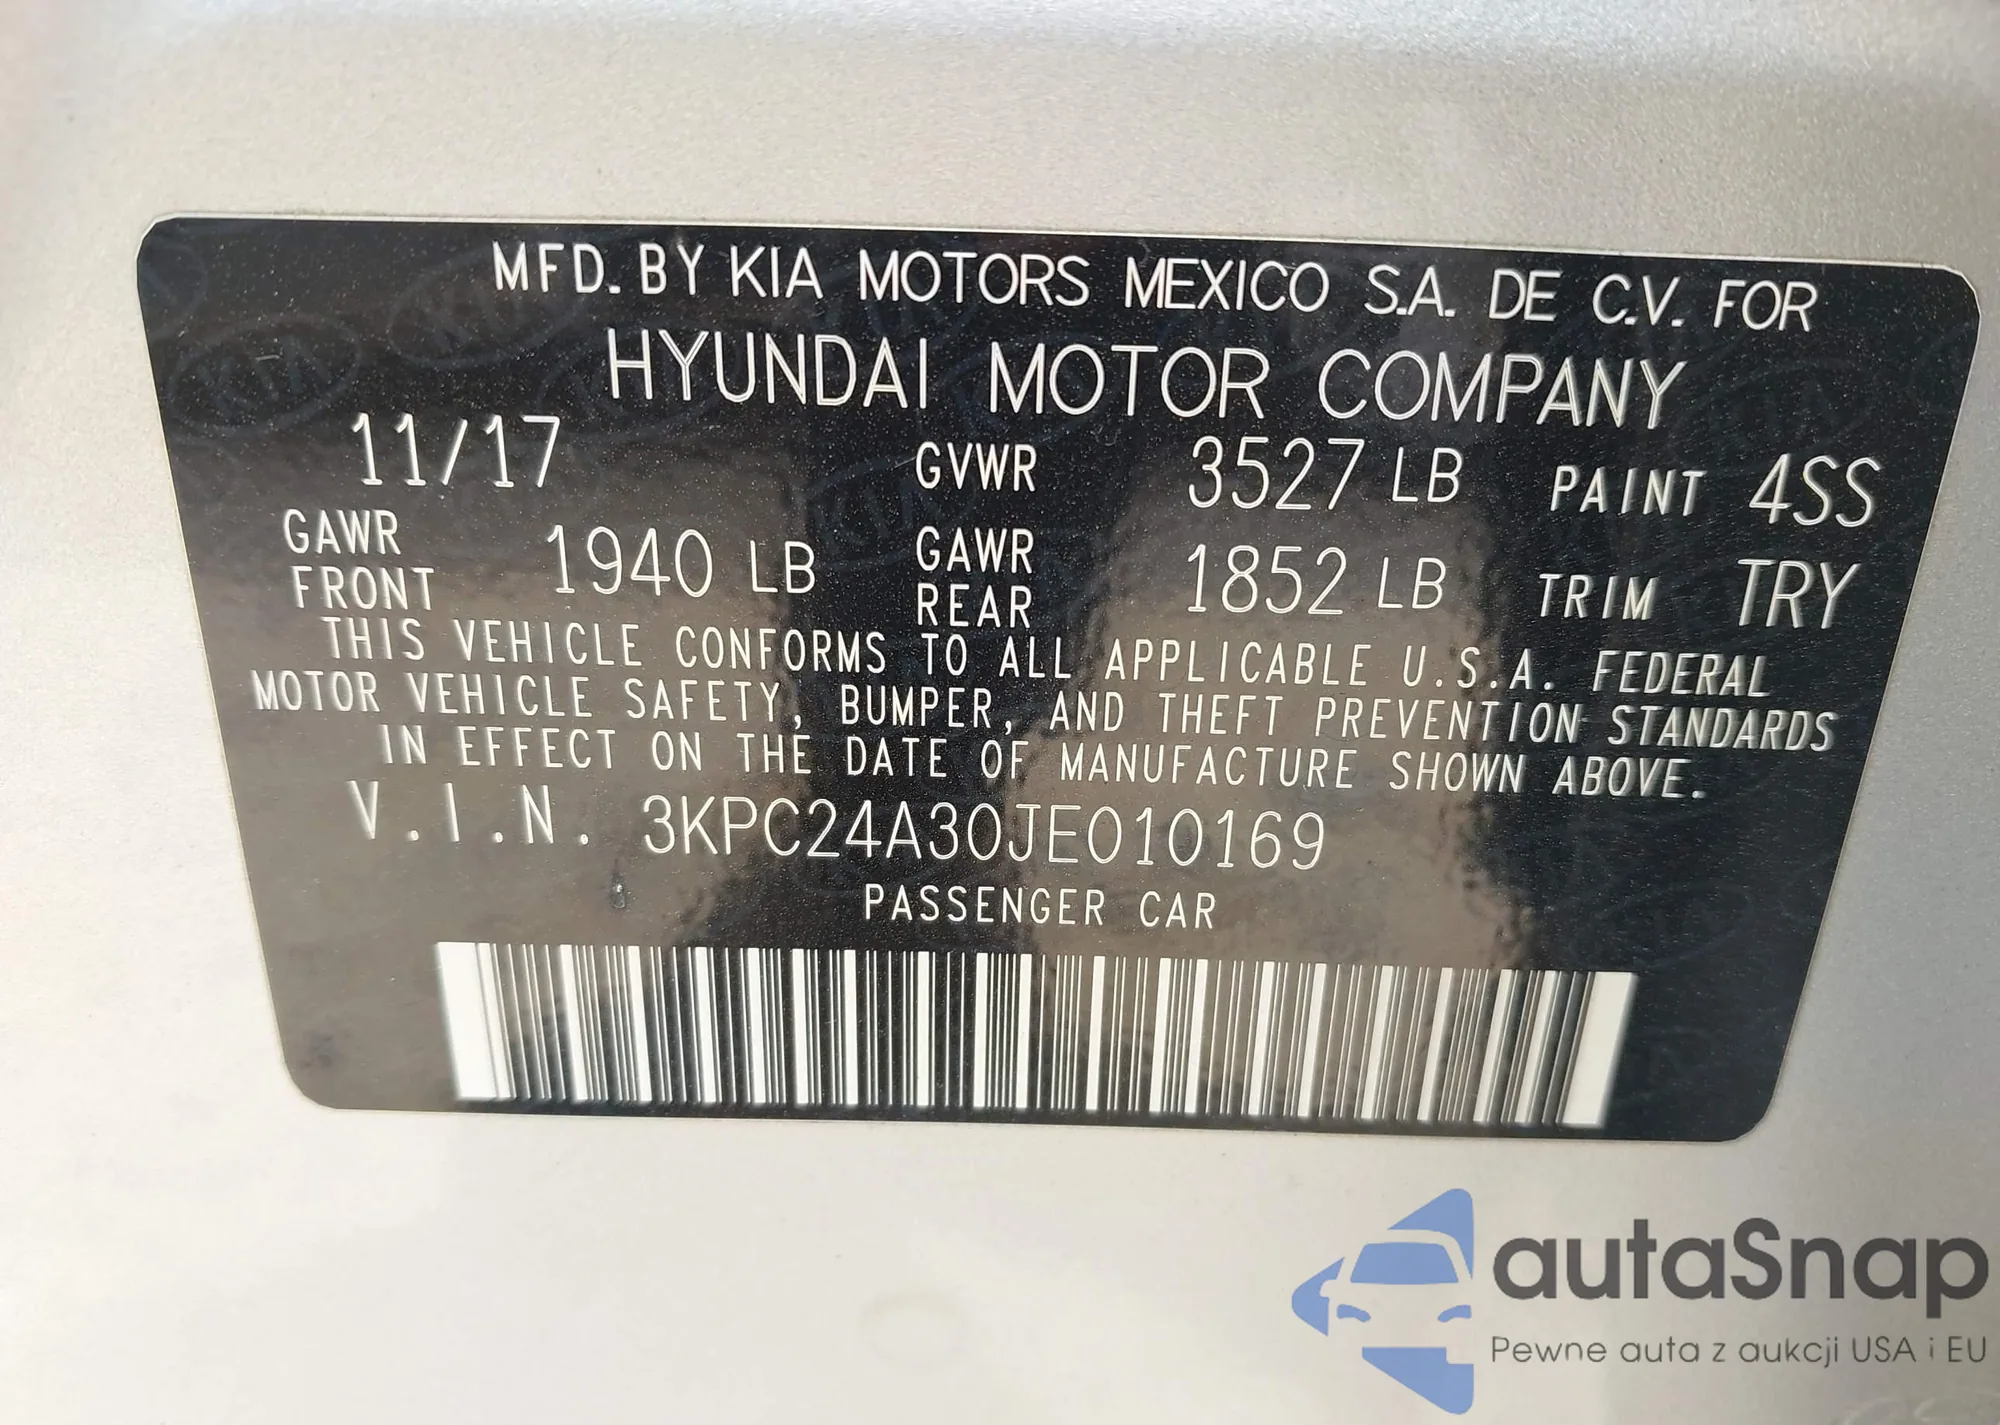 MFD. BY KIA MOTORS MEXICO S.A. DE C.V. FOR
HYUNDAI MOTOR COMPANY
11/17 GVWR 3527 LB PAINT 4SS
GAWR FRONT 1940 LB GAWR REAR 1852 LB TRIM TRY
THIS VEHICLE CONFORMS TO ALL APPLICABLE U.S.A. FEDERAL
MOTOR VEHICLE SAFETY, BUMPER, AND THEFT PREVENTION STANDARDS
IN EFFECT ON THE DATE OF MANUFACTURE SHOWN ABOVE.
V.I.N. 3KPC24A30JE010169
PASSENGER CAR
autaSnap
Pewne auta z aukcji USA i EU